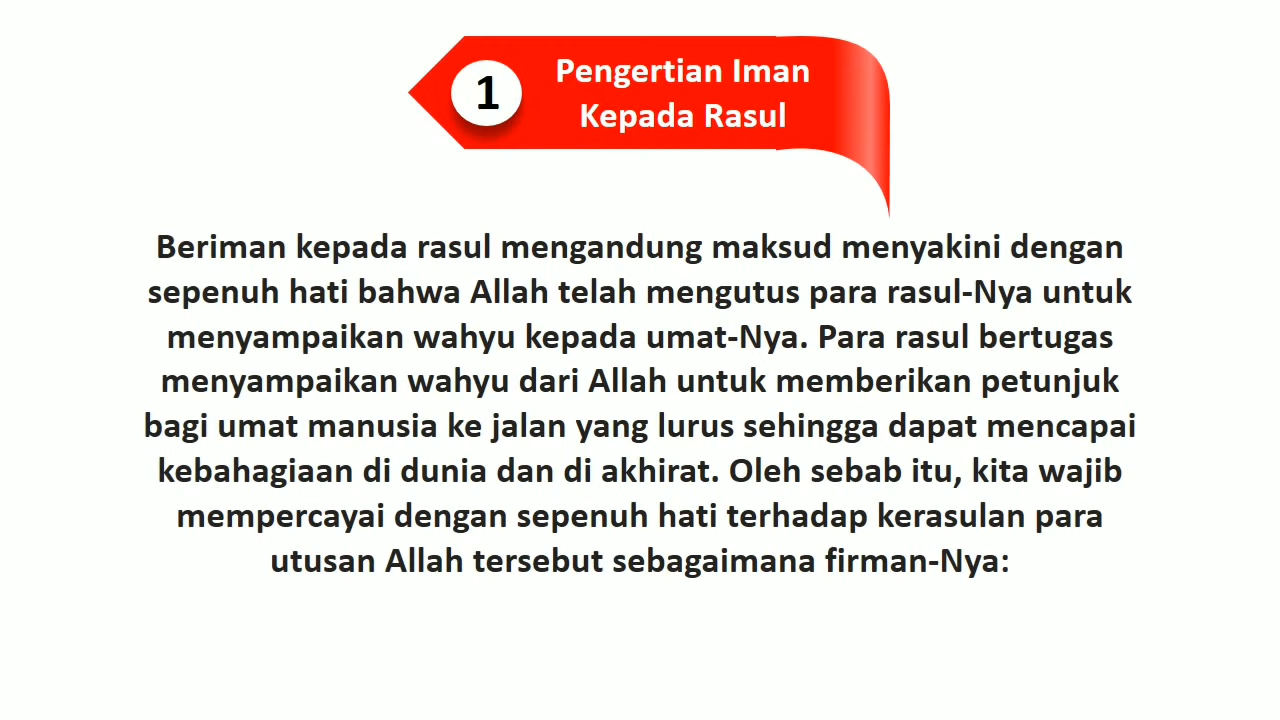 1
Pengertian Iman
Kepada Rasul
Beriman kepada rasul mengandung maksud menyakini dengan
sepenuh hati bahwa Allah telah mengutus para rasul-Nya untuk
menyampaikan wahyu kepada umat-Nya. Para rasul bertugas
menyampaikan wahyu dari Allah untuk memberikan petunjuk
bagi umat manusia ke jalan yang lurus sehingga dapat mencapai
kebahagiaan di dunia dan di akhirat. Oleh sebab itu, kita wajib
mempercayai dengan sepenuh hati terhadap kerasulan para
utusan Allah tersebut sebagaimana firman-Nya: